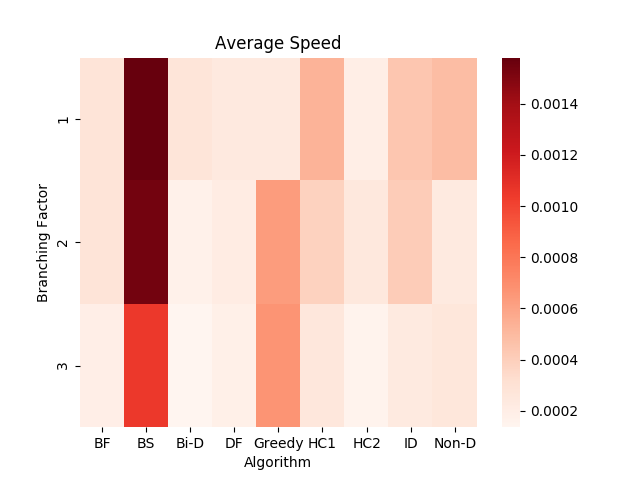 Average Speed
Branching Factor
1
2
3
BF BS Bi-D DF Greedy HC1 HC2 ID Non-D
Algorithm
0.0014
0.0012
0.0010
0.0008
0.0006
0.0004
0.0002